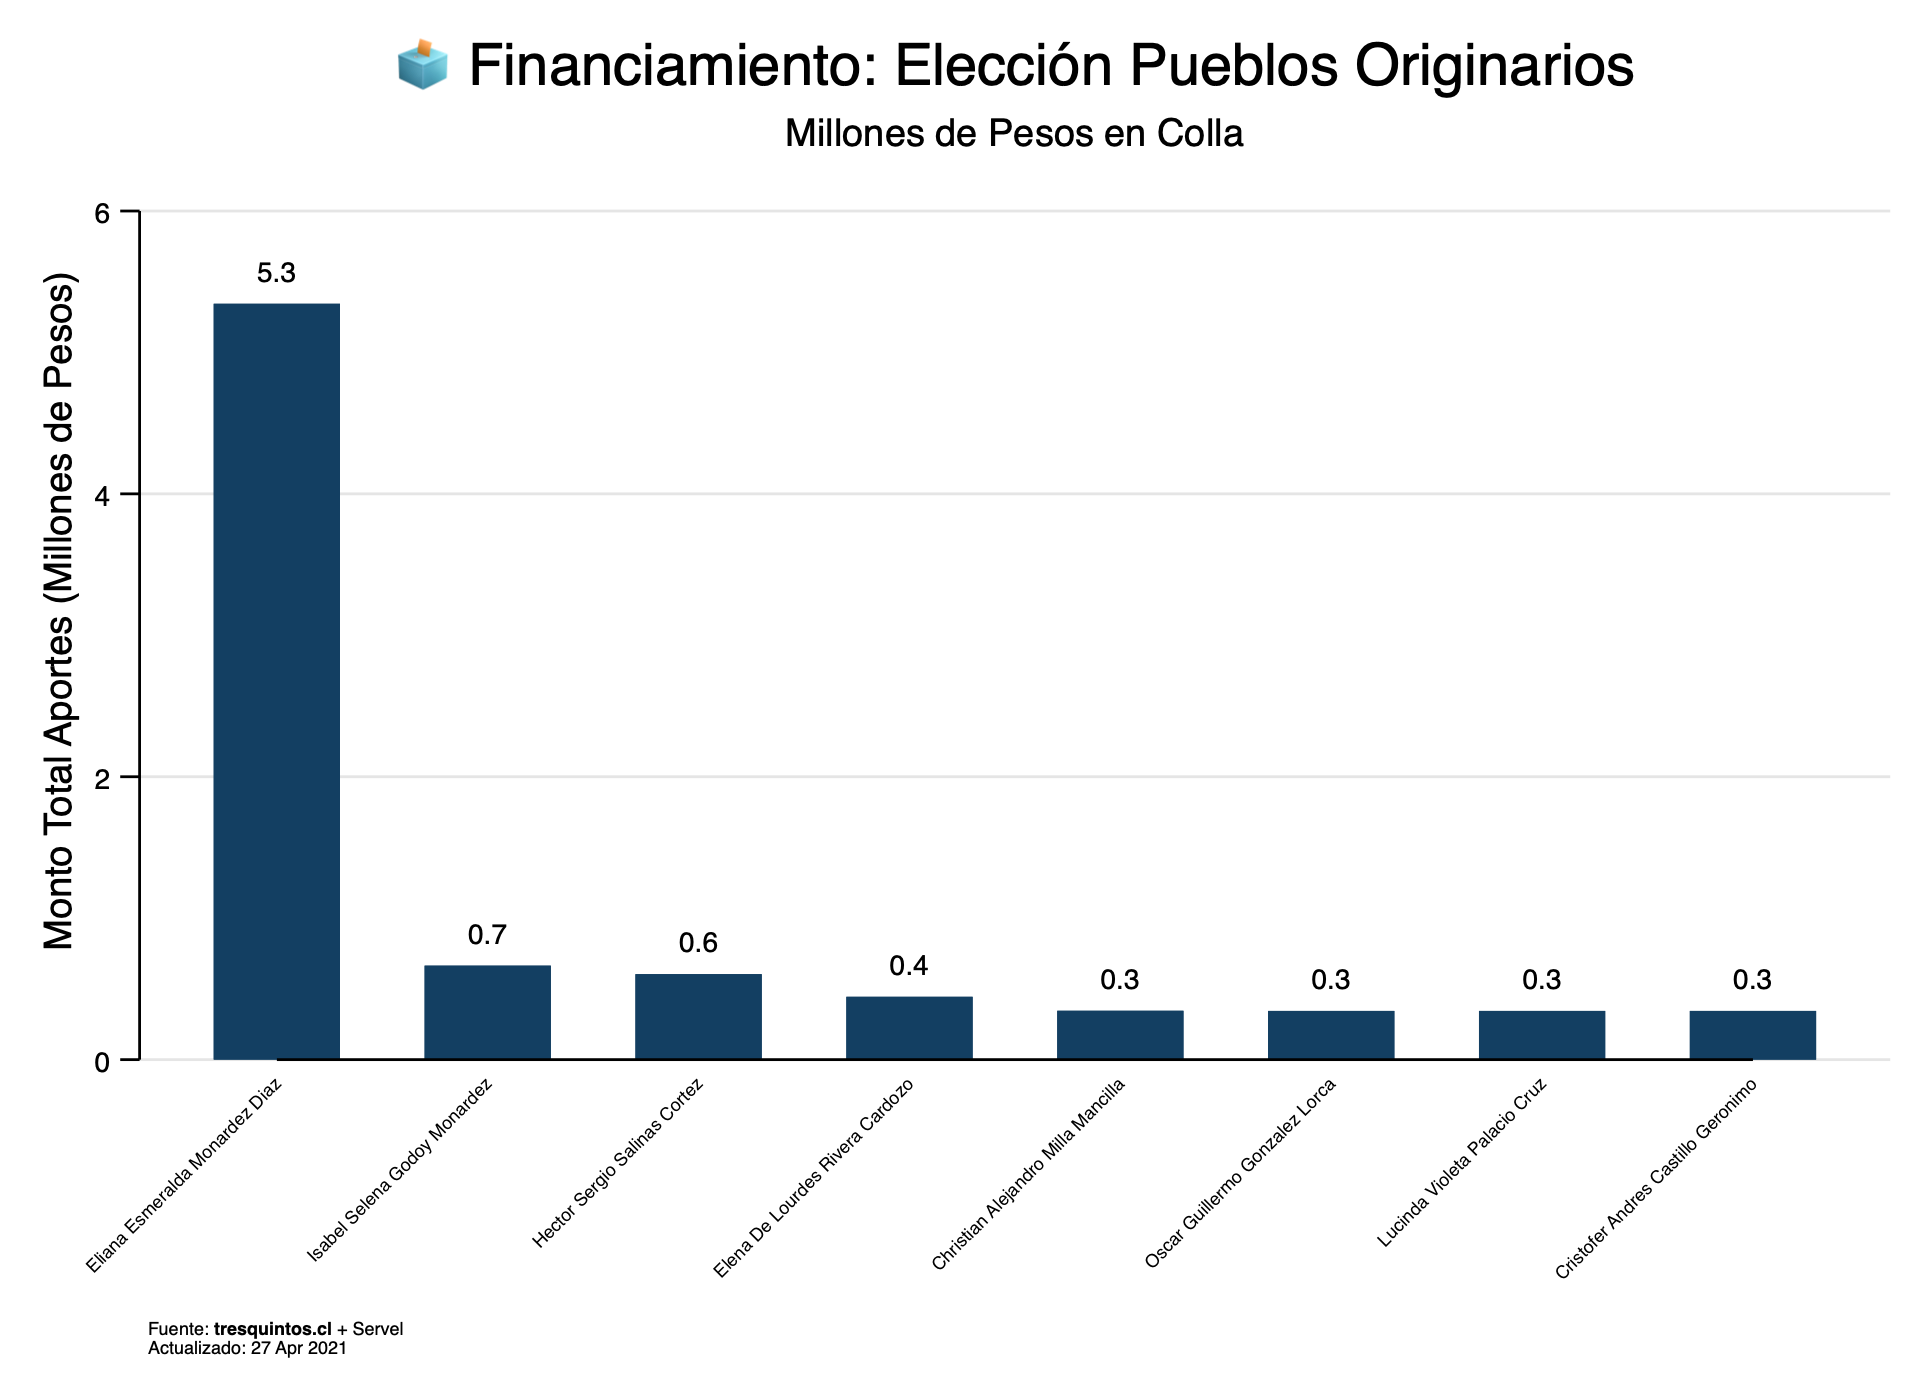 Financiamiento: Elección Pueblos Originarios
Millones de Pesos en Colla
Monto Total Aportes (Millones de Pesos)
6
4
2
0
5.3
0.7
0.6
0.4
0.3
0.3
0.3
0.3
Eliana Esmeralda Monardez Diaz
Isabel Selena Godoy Monardez
Hector Sergio Salinas Cortez
Elena De Lourdes Rivera Cardozo
Christian Alejandro Milla Mancilla
Oscar Guillermo Gonzalez Lorca
Lucinda Violeta Palacio Cruz
Cristofer Andres Castillo Geronimo
Fuente: tresquintos.cl + Servel
Actualizado: 27 Apr 2021